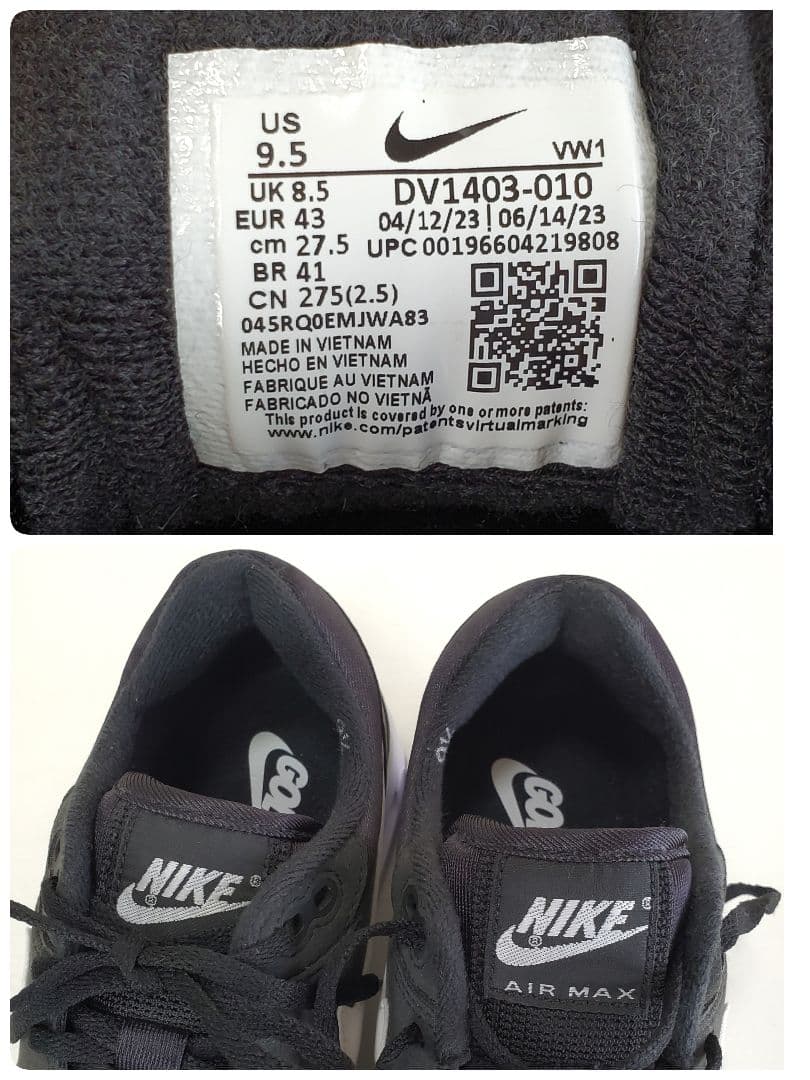 US
9.5
VW1
UK 8.5
DV1403-010
EUR 43
04/12/23 | 06/14/23
cm 27.5
UPC 00196604219808
BR 41
CN 275(2.5)
045RQ0EMJWA83
MADE IN VIETNAM
HECHO EN VIETNAM
FABRIQUE AU VIETNAM
FABRICADO NO VIETNÃ
This product is covered by one or more patents:
www.nike.com/patentsvirtualmarking
NIKE®
®
NIKE®
®
AIR MAX